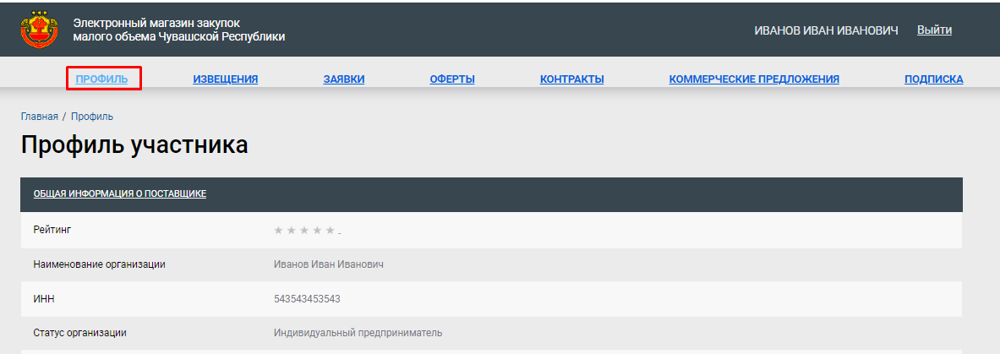 Электронный магазин закупок
малого объема Чувашской Республики
ИВАНОВ ИВАН ИВАНОВИЧ Выйти
ПРОФИЛЬ ИЗВЕЩЕНИЯ ЗАЯВКИ ОФЕРТЫ КОНТРАКТЫ КОММЕРЧЕСКИЕ ПРЕДЛОЖЕНИЯ ПОДПИСКА
Главная / Профиль
Профиль участника
ОБЩАЯ ИНФОРМАЦИЯ О ПОСТАВЩИКЕ
Рейтинг ★ ★ ★ ★ ★ -
Наименование организации Иванов Иван Иванович
ИНН 543543453543
Статус организации Индивидуальный предприниматель